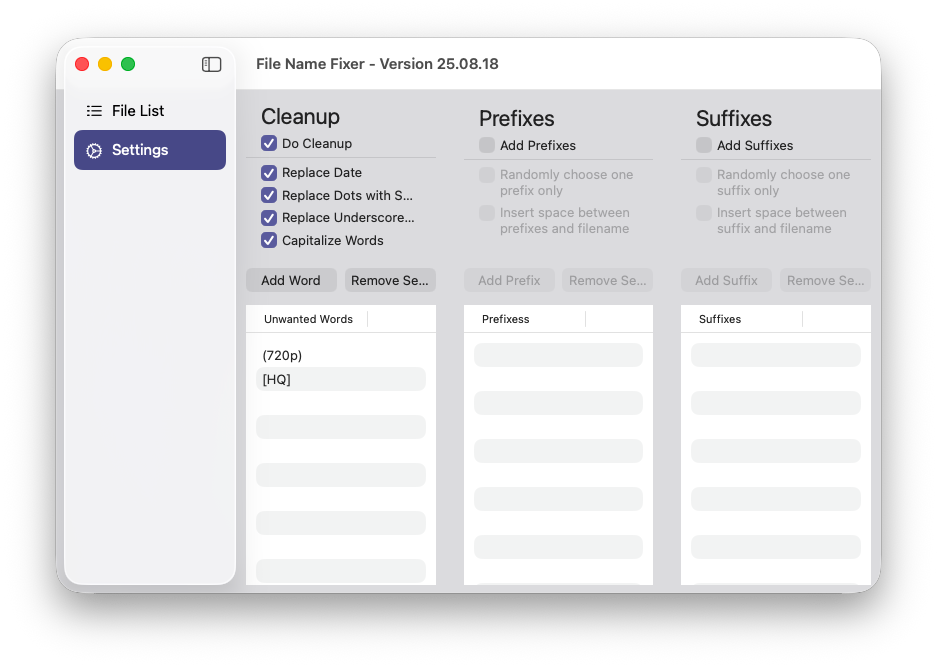 File Name Fixer - Version 25.08.18
File List
Settings
Cleanup
Do Cleanup
Replace Date
Replace Dots with S...
Replace Underscore...
Capitalize Words
Add Word
Remove Se...
Unwanted Words
(720p)
[HQ]
Prefixes
Add Prefixes
Randomly choose one
prefix only
Insert space between
prefixes and filename
Add Prefix
Remove Se...
Prefixess
Suffixes
Add Suffixes
Randomly choose one
suffix only
Insert space between
suffix and filename
Add Suffix
Remove Se...
Suffixes